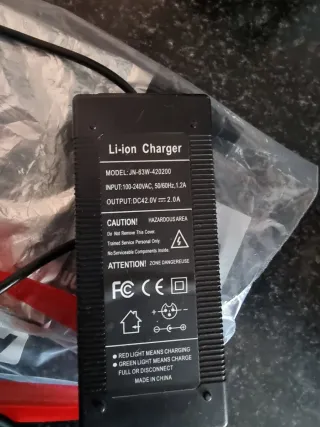 Li-ion Charger
MODEL:JN-83W-420200
INPUT:100-240VAC, 50/60Hz,1.2A
OUTPUT:DC42.0V⎓2.0A
CAUTION! HAZARDOUS AREA
Do Not Remove This Cover.
Trained Service Personal Only.
No Serviceable Components Inside.
ATTENTION! ZONE DANGEREUSE
FC CE
● RED LIGHT MEANS CHARGING
● GREEN LIGHT MEANS CHARGE
FULL OR DISCONNECT
MADE IN CHINA